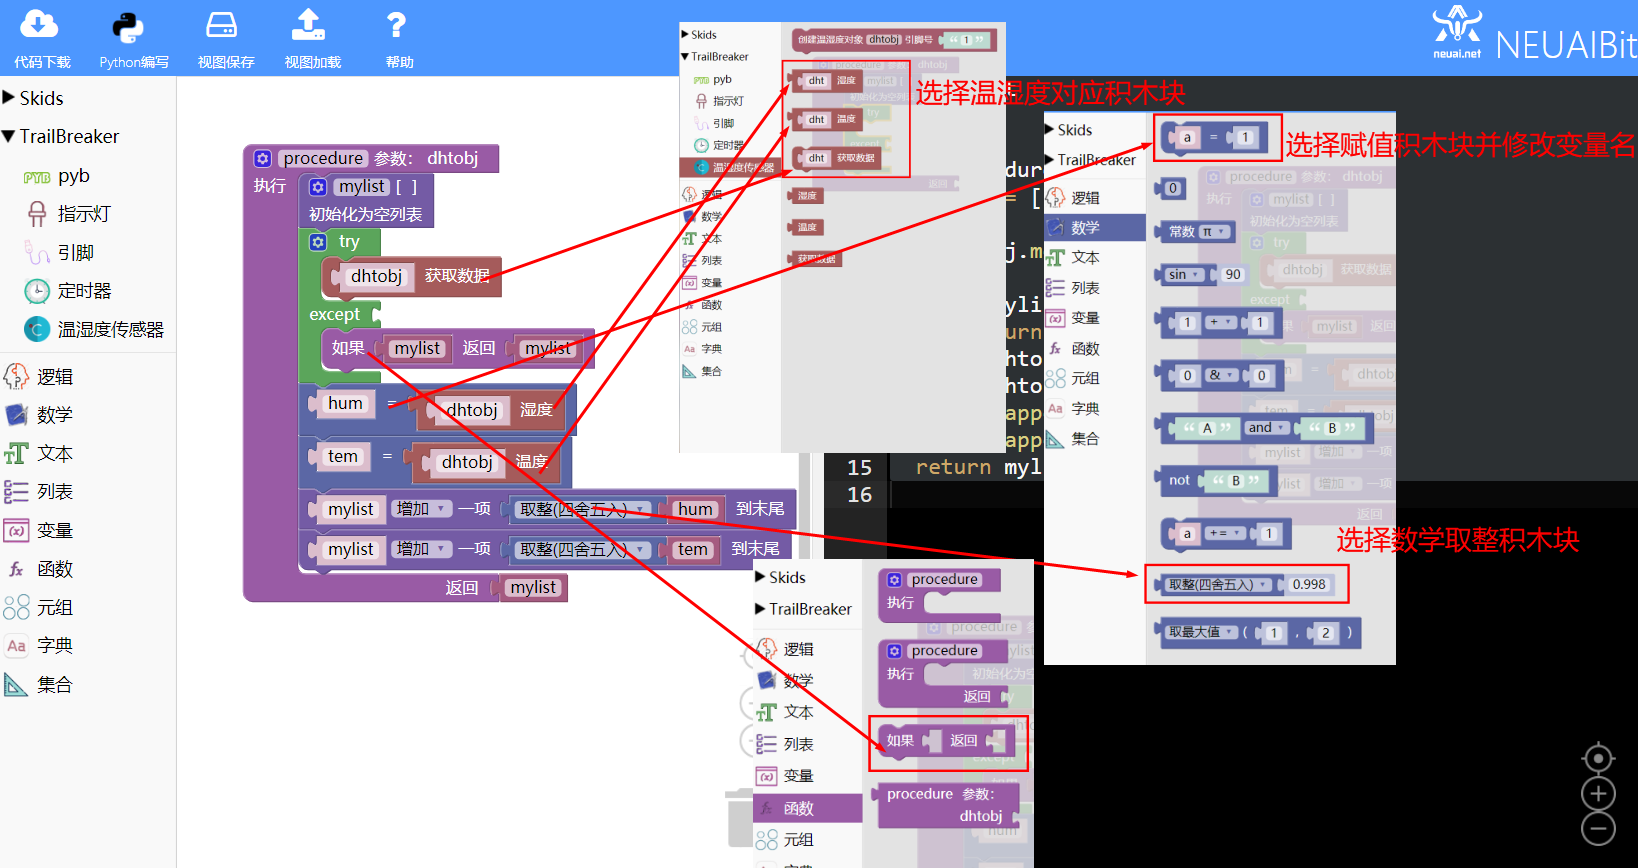 代码下载
Python编写
视图保存
视图加载
帮助
neuai.net
NEUAIBit
Skids
TrailBreaker
pyb
指示灯
引脚
定时器
温湿度传感器
逻辑
数学
文本
列表
变量
函数
元组
字典
集合
procedure 参数: dhtobj
执行
mylist [ ]
初始化为空列表
try
dhtobj 获取数据
except
如果 mylist 返回 mylist
hum = dhtobj 湿度
tem = dhtobj 温度
mylist 增加 一项 取整(四舍五入) hum 到末尾
mylist 增加 一项 取整(四舍五入) tem 到末尾
返回 mylist
Skids
TrailBreaker
pyb
指示灯
引脚
定时器
温湿度传感器
逻辑
数学
文本
列表
变量
函数
元组
字典
集合
创建温湿度对象 dhtobj 引脚号 “ 1 ”
dht 湿度
dht 温度
dht 获取数据
湿度
温度
获取数据
选择温湿度对应积木块
15 return myl
16
Skids
TrailBreaker
逻辑
数学
文本
列表
变量
函数
元组
字典
集合
a = 1
选择赋值积木块并修改变量名
0
常数 π
sin 90
1 + 1
0 & 0
“ A ” and “ B ”
not “ B ”
a += 1
选择数学取整积木块
取整(四舍五入) 0.998
取最大值 ( 1 , 2 )
Skids
TrailBreaker
逻辑
数学
文本
列表
变量
函数
元组
procedure
执行
procedure
执行
返回
如果 返回
procedure 参数:
dhtobj